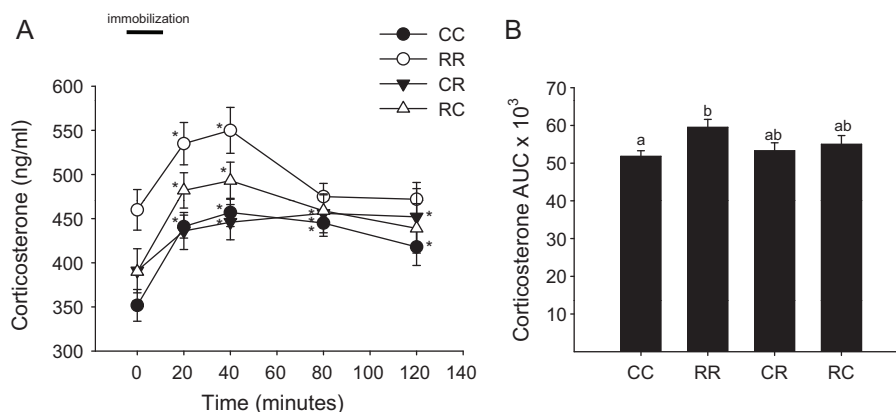 A
immobilization
CC
RR
CR
RC
Corticosterone (ng/ml)
600
550
500
450
400
350
300
* *
* *
* *
* *
* *
* *
* *
0 20 40 60 80 100 120 140
Time (minutes)
B
Corticosterone AUC x 10³
70
60
50
40
30
20
10
a b ab ab
CC RR CR RC